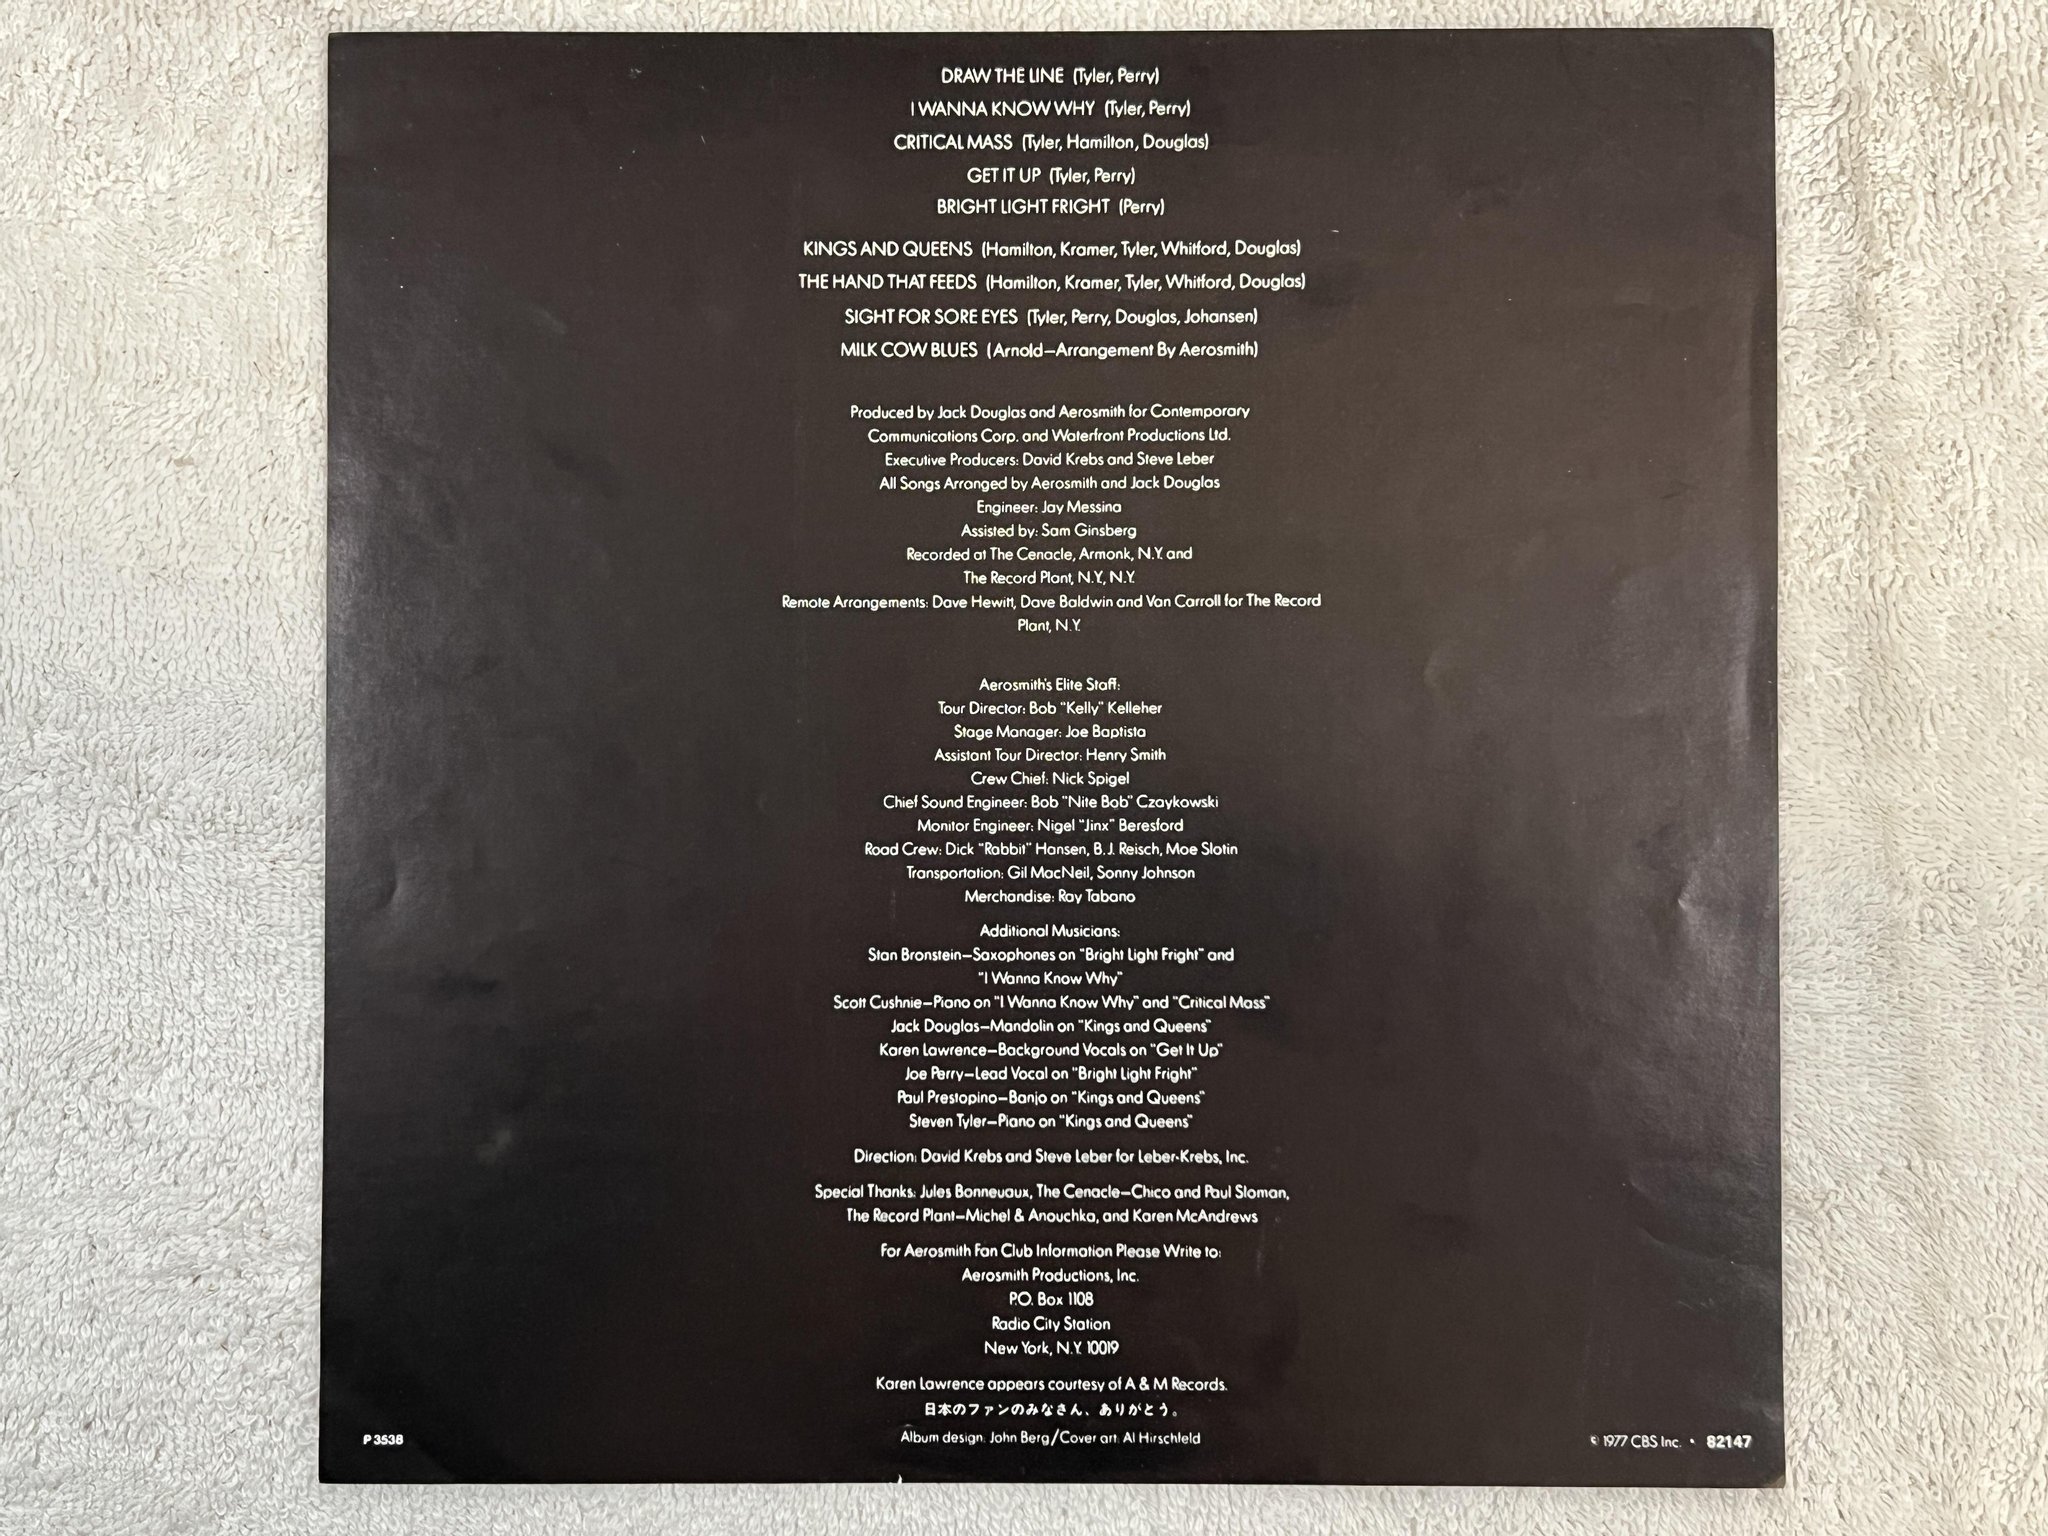 DRAW THE LINE (Tyler, Perry)
I WANNA KNOW WHY (Tyler, Perry)
CRITICAL MASS (Tyler, Hamilton, Douglas)
GET IT UP (Tyler, Perry)
BRIGHT LIGHT FRIGHT (Perry)
KINGS AND QUEENS (Hamilton, Kramer, Tyler, Whitford, Douglas)
THE HAND THAT FEEDS (Hamilton, Kramer, Tyler, Whitford, Douglas)
SIGHT FOR SORE EYES (Tyler, Perry, Douglas, Johansen)
MILK COW BLUES (Arnold—Arrangement By Aerosmith)
Produced by Jack Douglas and Aerosmith for Contemporary
Communications Corp. and Waterfront Productions Ltd.
Executive Producers: David Krebs and Steve Leber
All Songs Arranged by Aerosmith and Jack Douglas
Engineer: Jay Messina
Assisted by: Sam Ginsberg
Recorded at The Cenacle, Armonk, N.Y. and
The Record Plant, N.Y., N.Y.
Remote Arrangements: Dave Hewitt, Dave Baldwin and Van Carroll for The Record
Plant, N.Y.
Aerosmith's Elite Staff:
Tour Director: Bob "Kelly" Kelleher
Stage Manager: Joe Baptista
Assistant Tour Director: Henry Smith
Crew Chief: Nick Spigel
Chief Sound Engineer: Bob "Nite Bob" Czaykowski
Monitor Engineer: Nigel "Jinx" Beresford
Road Crew: Dick "Rabbit" Hansen, B.J. Reisch, Moe Slotin
Transportation: Gil MacNeil, Sonny Johnson
Merchandise: Ray Tabano
Additional Musicians:
Stan Bronstein—Saxophones on "Bright Light Fright" and
"I Wanna Know Why"
Scott Cushnie—Piano on "I Wanna Know Why" and "Critical Mass"
Jack Douglas—Mandolin on "Kings and Queens"
Karen Lawrence—Background Vocals on "Get It Up"
Joe Perry—Lead Vocal on "Bright Light Fright"
Paul Prestopino—Banjo on "Kings and Queens"
Steven Tyler—Piano on "Kings and Queens"
Direction: David Krebs and Steve Leber for Leber-Krebs, Inc.
Special Thanks: Jules Bonneuaux, The Cenacle—Chico and Paul Sloman,
The Record Plant—Michel & Anouchka, and Karen McAndrews
For Aerosmith Fan Club Information Please Write to:
Aerosmith Productions, Inc.
P.O. Box 1108
Radio City Station
New York, N.Y. 10019
Karen Lawrence appears courtesy of A & M Records.
日本のファンのみなさん、ありがとう。
Album design: John Berg/Cover art: Al Hirschfeld
P 3538
© 1977 CBS Inc. • 82147